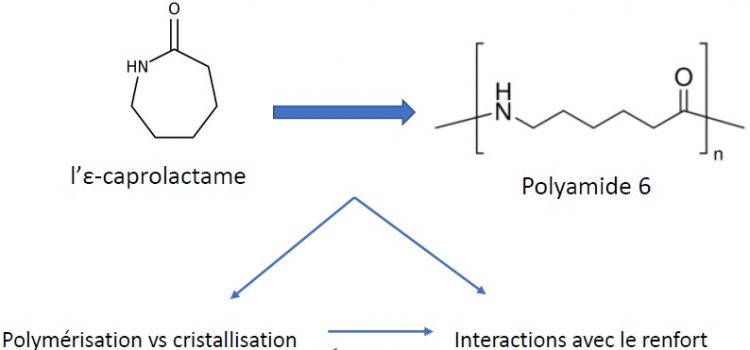 O
HN
l'ε-caprolactame
H
N
O
n
Polyamide 6
Polymérisation vs cristallisation
Interactions avec le renfort